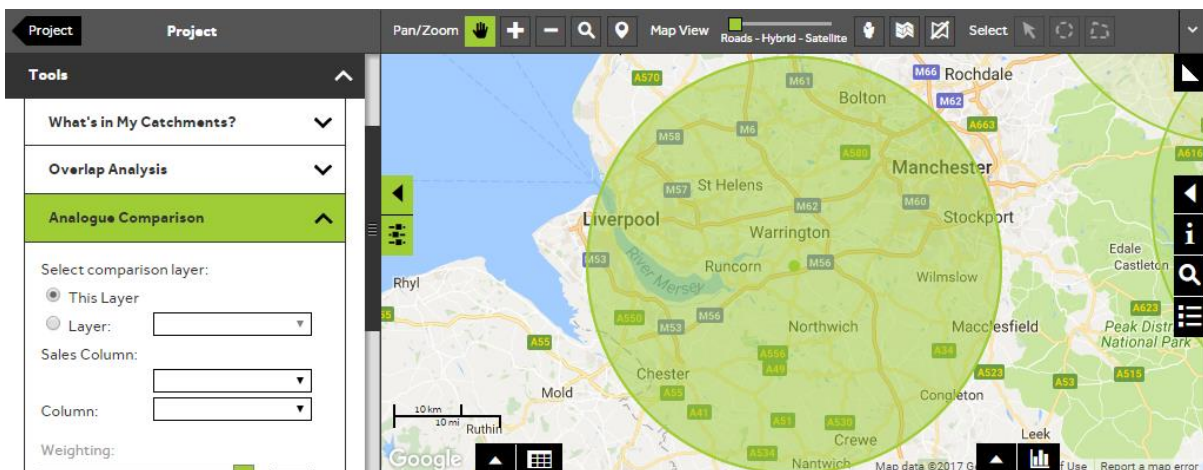 Project
Project
Pan/Zoom
Map View
Roads - Hybrid - Satellite
Select
Tools
What's in My Catchments?
Overlap Analysis
Analogue Comparison
Select comparison layer:
This Layer
Layer:
Sales Column:
Column:
Weighting:
A570
M61
M66
Rochdale
Bolton
M62
M58
M6
A663
A580
Manchester
A616
M57
St Helens
M62
M60
Liverpool
Stockport
Warrington
M53
Edale
Castleton
River Mersey
Runcorn
M56
Wilmslow
Rhyl
55
A550
M56
M53
A623
Northwich
Macclesfield
Peak Distr
National Park
A55
A34
A556
A49
A523
A515
Chester
A53
Mold
A55
Congleton
10 km
10 mi
Ruthin
A41
A51
A530
Leek
Crewe
A534
Nantwich
Google
Map data ©2017 G
f Use
Report a map error